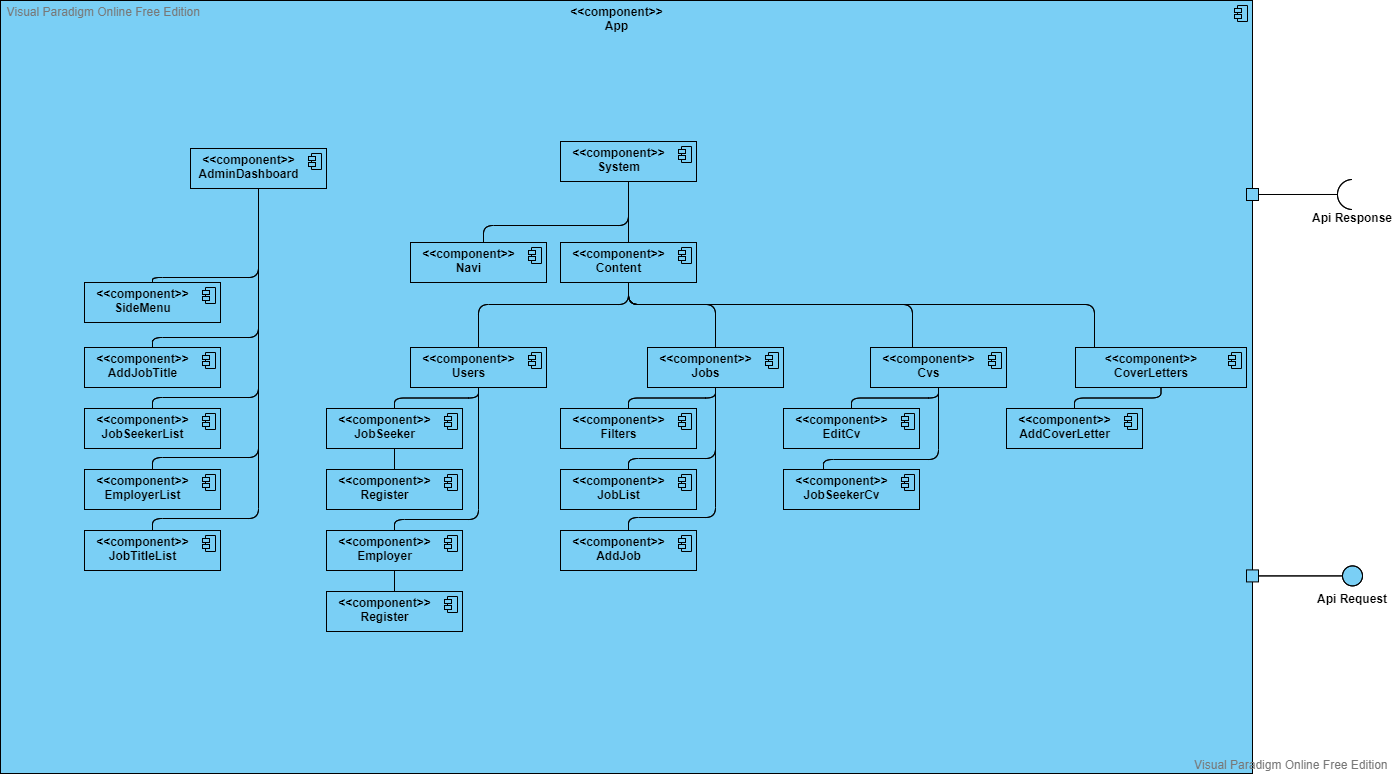 Visual Paradigm Online Free Edition
<<component>>
App
<<component>>
AdminDashboard
<<component>>
System
Api Response
<<component>>
Navi
<<component>>
Content
<<component>>
SideMenu
<<component>>
AddJobTitle
<<component>>
Users
<<component>>
Jobs
<<component>>
Cvs
<<component>>
CoverLetters
<<component>>
JobSeekerList
<<component>>
JobSeeker
<<component>>
Filters
<<component>>
EditCv
<<component>>
AddCoverLetter
<<component>>
EmployerList
<<component>>
Register
<<component>>
JobList
<<component>>
JobSeekerCv
<<component>>
JobTitleList
<<component>>
Employer
<<component>>
AddJob
Api Request
<<component>>
Register
Visual Paradigm Online Free Edition